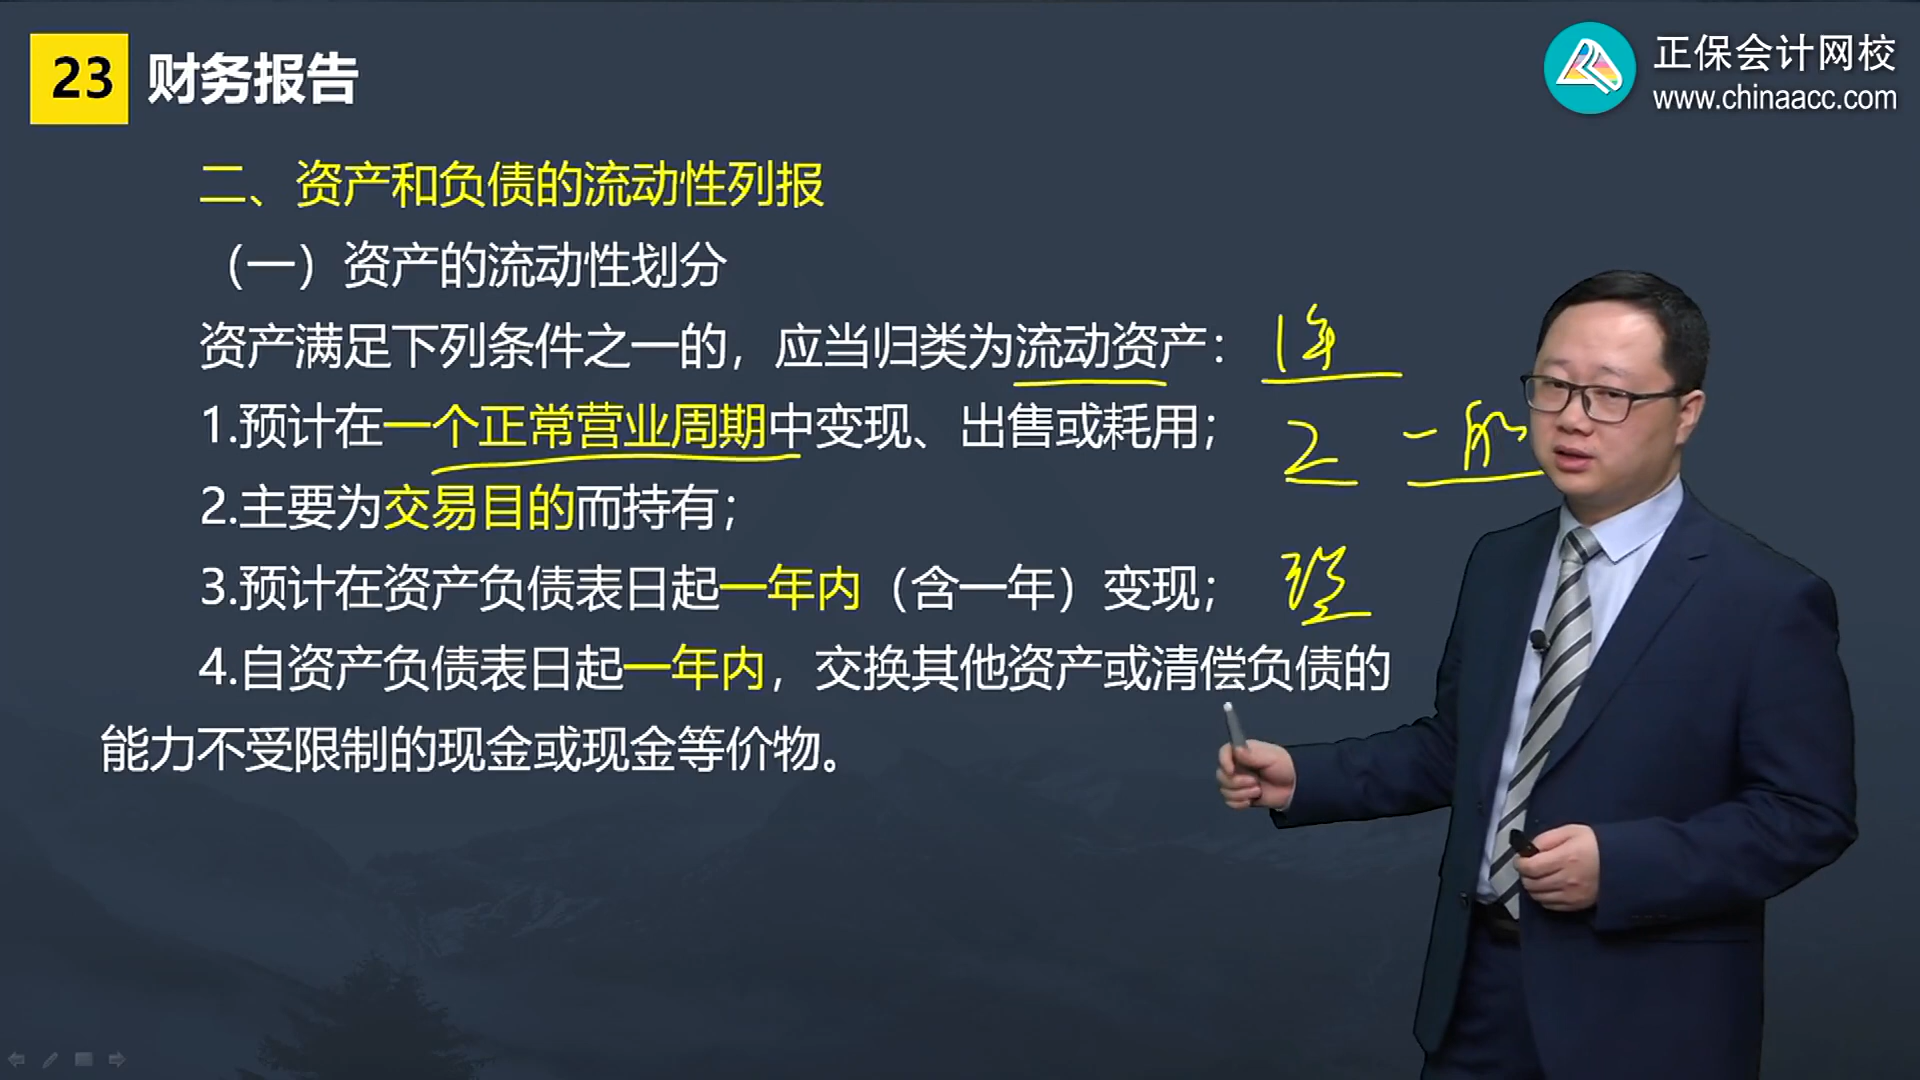 23 财务报告
正保会计网校
www.chinaacc.com
二、资产和负债的流动性列报
（一）资产的流动性划分
资产满足下列条件之一的，应当归类为流动资产：
1年
1.预计在一个正常营业周期中变现、出售或耗用；
2 一般
2.主要为交易目的而持有；
3.预计在资产负债表日起一年内（含一年）变现；
4.自资产负债表日起一年内，交换其他资产或清偿负债的
能力不受限制的现金或现金等价物。